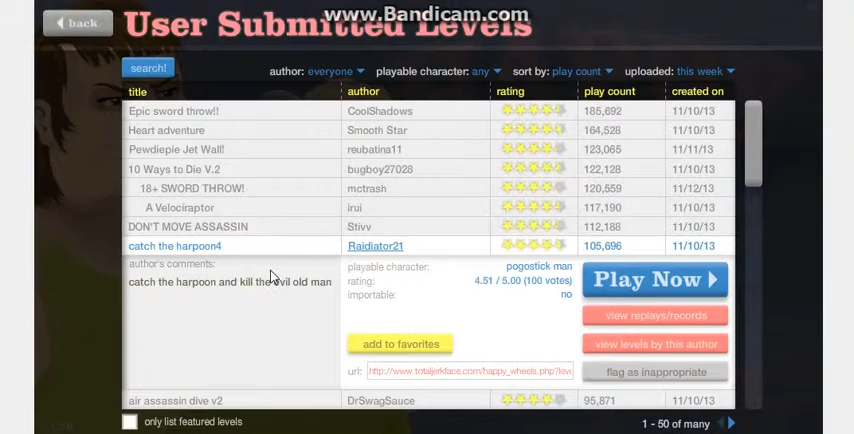 www.Bandicam.com
back
User Submitted Levels
search!
author: everyone playable character: any sort by: play count uploaded: this week
title author rating play count created on
Epic sword throw!! CoolShadows 185,692 11/10/13
Heart adventure Smooth Star 164,528 11/10/13
Pewdiepie Jet Wall! reubatina11 123,065 11/11/13
10 Ways to Die V.2 bugboy27028 122,128 11/10/13
18+ SWORD THROW! mctrash 120,559 11/12/13
A Velociraptor irui 117,190 11/10/13
DON'T MOVE ASSASSIN Stivv 112,188 11/10/13
catch the harpoon4 Raidiator21 105,696 11/10/13
author's comments:
catch the harpoon and kill the evil old man
playable character: pogostick man
rating: 4.51 / 5.00 (100 votes)
importable: no
Play Now
view replays/records
add to favorites
view levels by this author
url: http://www.totaljerkface.com/happy_wheels.php?leve
flag as inappropriate
air assassin dive v2 DrSwagSauce 95,871 11/10/13
only list featured levels
1 - 50 of many